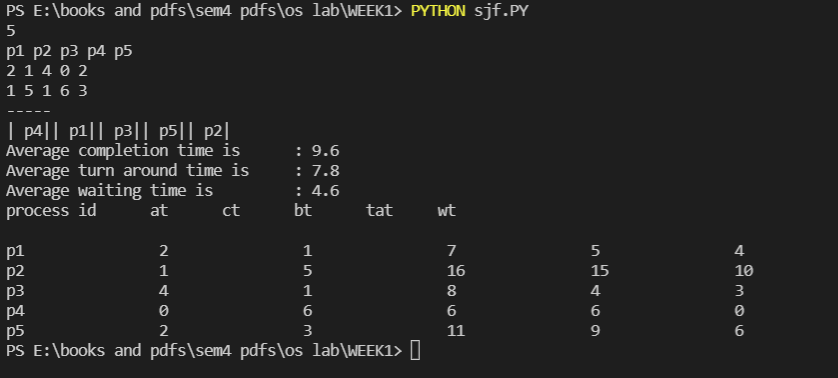 PS E:\books and pdfs\sem4 pdfs\os lab\WEEK1> PYTHON sjf.PY
5
p1 p2 p3 p4 p5
2 1 4 0 2
1 5 1 6 3
-----
| p4|| p1|| p3|| p5|| p2|
Average completion time is : 9.6
Average turn around time is : 7.8
Average waiting time is : 4.6
process id at ct bt tat wt
p1 2 1 7 5 4
p2 1 5 16 15 10
p3 4 1 8 4 3
p4 0 6 6 6 0
p5 2 3 11 9 6
PS E:\books and pdfs\sem4 pdfs\os lab\WEEK1>